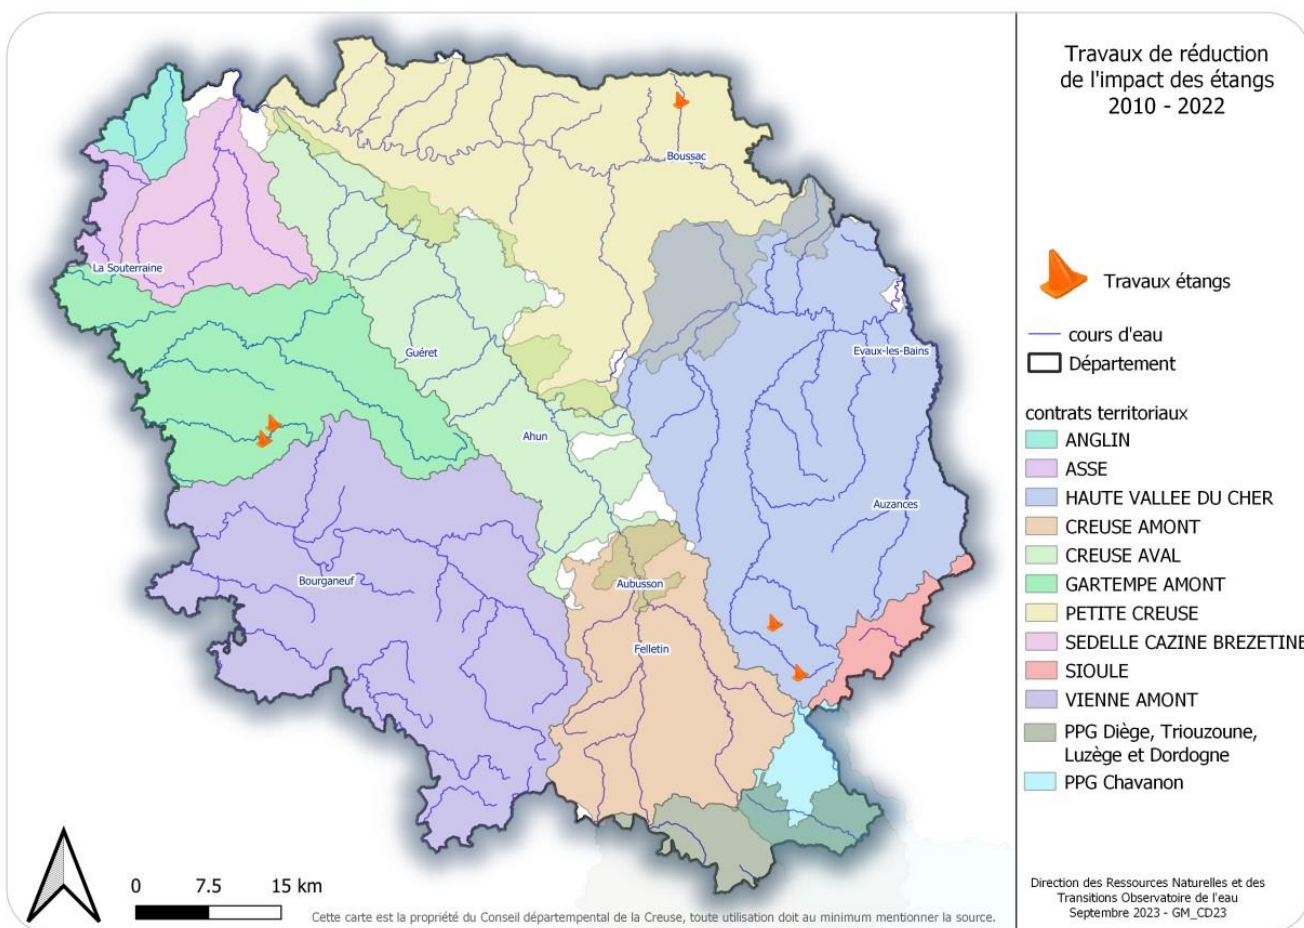 Travaux de réduction
de l'impact des étangs
2010 - 2022
Travaux étangs
cours d'eau
Département
contrats territoriaux
ANGLIN
ASSE
HAUTE VALLEE DU CHER
CREUSE AMONT
CREUSE AVAL
GARTEMPE AMONT
PETITE CREUSE
SEDELLE CAZINE BREZETINE
SIOULE
VIENNE AMONT
PPG Diège, Triouzoune,
Luzège et Dordogne
PPG Chavanon
Direction des Ressources Naturelles et des
Transitions Observatoire de l'eau
Septembre 2023 - GM_CD23
Boussac
La Souterraine
Guéret
Evaux-les-Bains
Ahun
Auzances
Bourganeuf
Aubusson
Felletin
0 7.5 15 km
Cette carte est la propriété du Conseil départempental de la Creuse, toute utilisation doit au minimum mentionner la source.